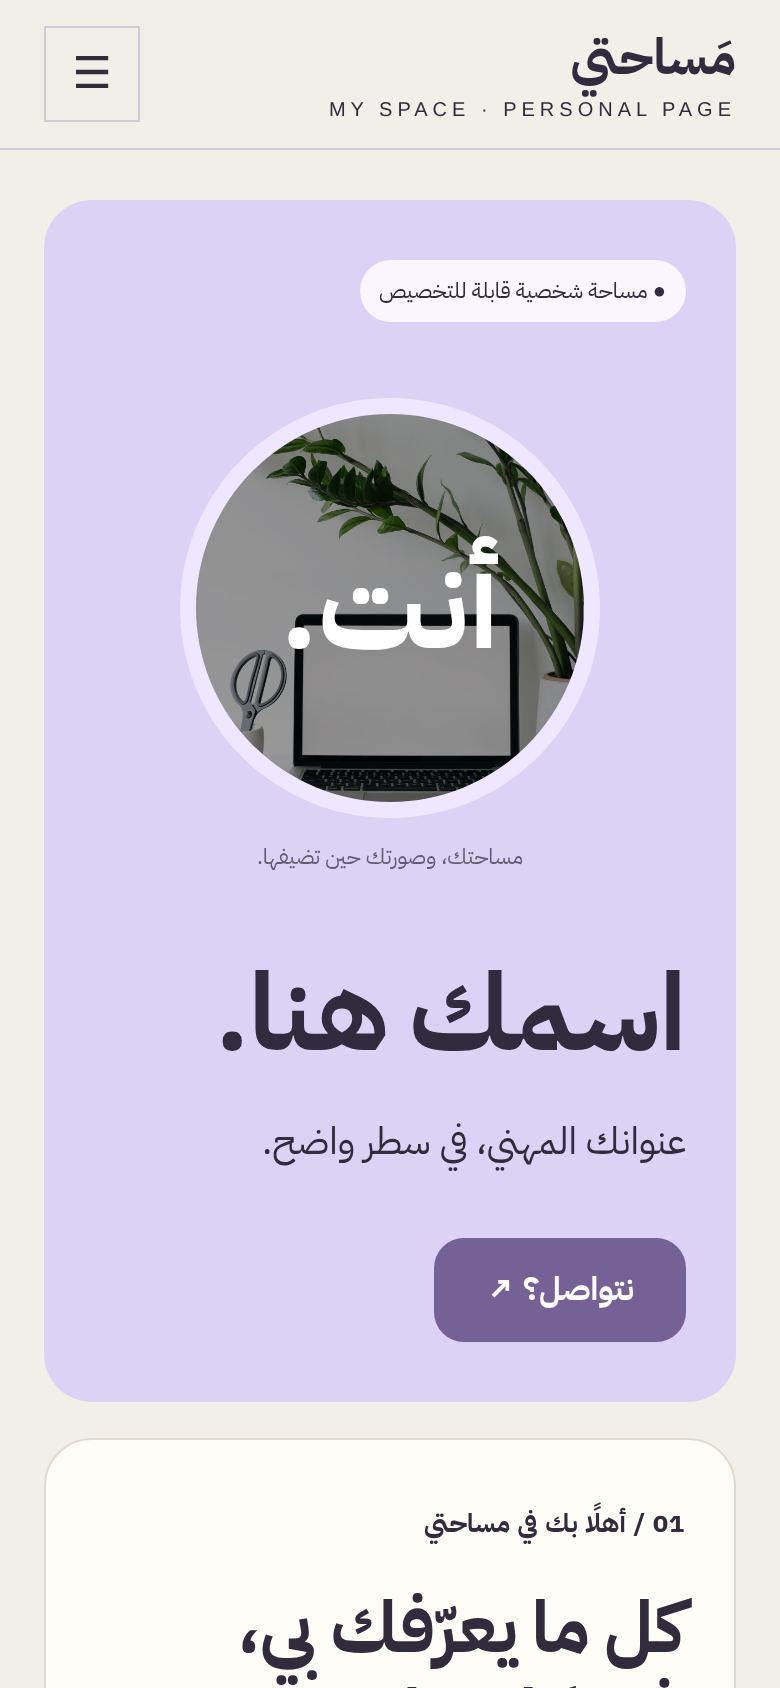 مَساحتي
MY SPACE · PERSONAL PAGE
● مساحة شخصية قابلة للتخصيص
أنت.
مساحتك، وصورتك حين تضيفها.
اسمك هنا.
عنوانك المهني، في سطر واضح.
نتواصل؟ ↗
01 / أهلًا بك في مساحتي
كل ما يعرّفك بي،